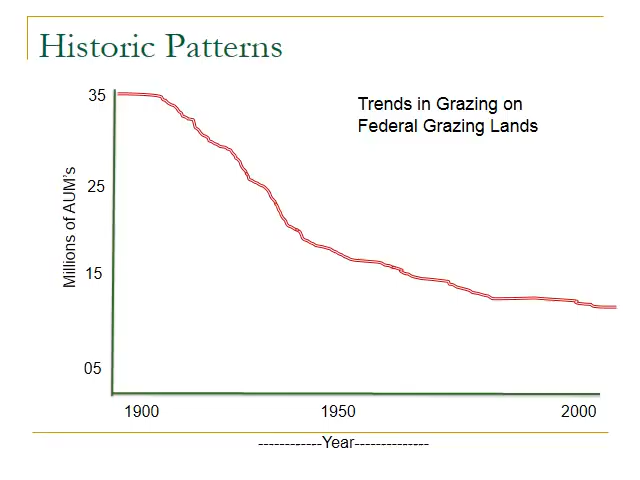 Historic Patterns
35
Trends in Grazing on
Federal Grazing Lands
25
Millions of AUM's
15
05
1900 1950 2000
------------Year--------------